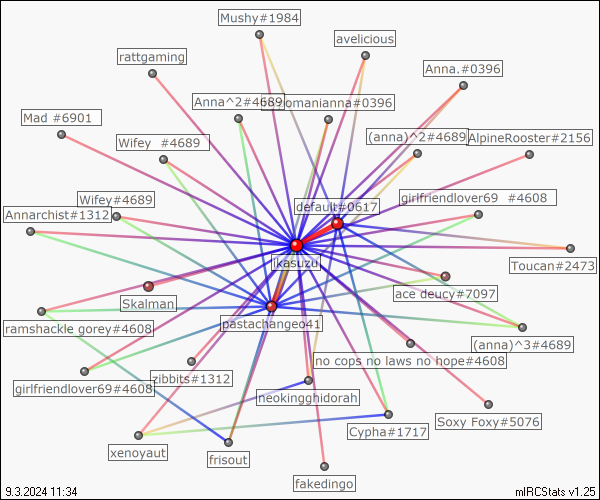 Mushy#1984
avelicious
rattgaming
Anna.#0396
Anna^2#4689
omanianna#0396
Mad #6901
Wifey  #4689
(anna)^2#4689
AlpineRooster#2156
Wifey#4689
default#0617
girlfriendlover69  #4608
Annarchist#1312
ikasuzu
Toucan#2473
Skalman
ace deucy#7097
ramshackle gorey#4608
pastachangeo41
(anna)^3#4689
no cops no laws no hope#4608
zibbits#1312
girlfriendlover69#4608
neokingghidorah
Soxy Foxy#5076
Cypha#1717
xenoyaut
frisout
fakedingo
9.3.2024 11:34
mIRCStats v1.25